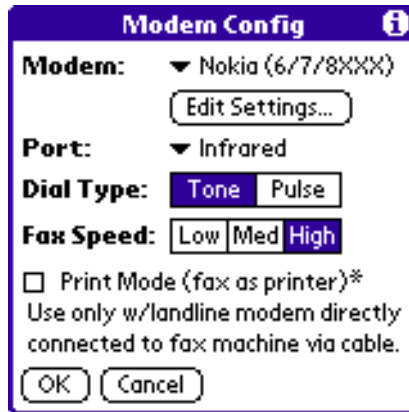 Modem Config
Modem: Nokia (6/7/8XXX)
Edit Settings...
Port: Infrared
Dial Type: Tone Pulse
Fax Speed: Low Med High
Print Mode (fax as printer)*
Use only w/landline modem directly
connected to fax machine via cable.
OK Cancel